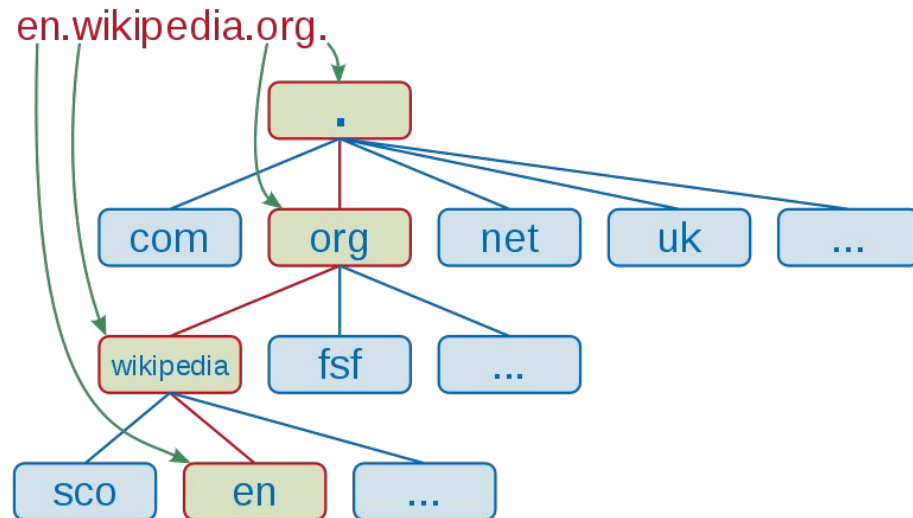 en.wikipedia.org.
.
com org net uk ...
wikipedia fsf ...
sco en ...